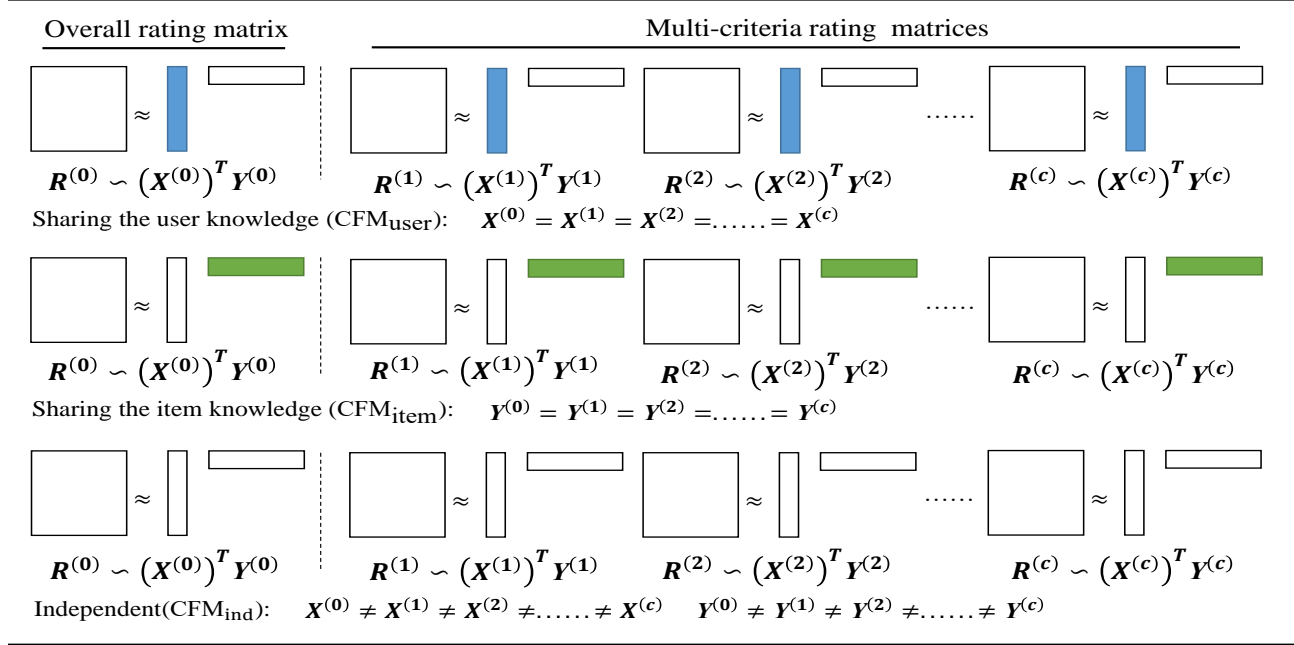 Overall rating matrix Multi-criteria rating matrices
≈ ≈ ≈ ...... ≈
R^(0) ∽ (X^(0))^T Y^(0) R^(1) ∽ (X^(1))^T Y^(1) R^(2) ∽ (X^(2))^T Y^(2) R^(c) ∽ (X^(c))^T Y^(c)
Sharing the user knowledge (CFM_user): X^(0) = X^(1) = X^(2) =......= X^(c)
≈ ≈ ≈ ...... ≈
R^(0) ∽ (X^(0))^T Y^(0) R^(1) ∽ (X^(1))^T Y^(1) R^(2) ∽ (X^(2))^T Y^(2) R^(c) ∽ (X^(c))^T Y^(c)
Sharing the item knowledge (CFM_item): Y^(0) = Y^(1) = Y^(2) =......= Y^(c)
≈ ≈ ≈ ...... ≈
R^(0) ∽ (X^(0))^T Y^(0) R^(1) ∽ (X^(1))^T Y^(1) R^(2) ∽ (X^(2))^T Y^(2) R^(c) ∽ (X^(c))^T Y^(c)
Independent(CFM_ind): X^(0) ≠ X^(1) ≠ X^(2) ≠......≠ X^(c) Y^(0) ≠ Y^(1) ≠ Y^(2) ≠......≠ Y^(c)